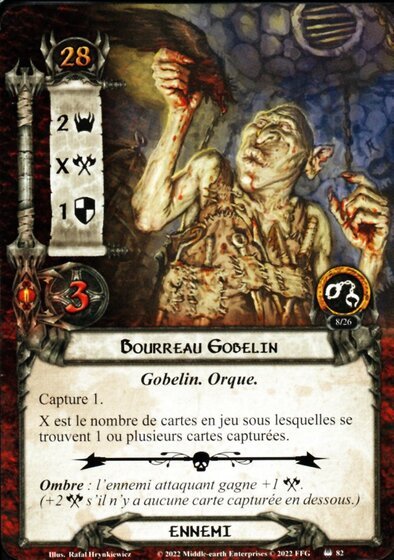 28
2
X
1
3
8/26
Bourreau Gobelin
Gobelin. Orque.
Capture 1.
X est le nombre de cartes en jeu sous lesquelles se
trouvent 1 ou plusieurs cartes capturées.
Ombre : l'ennemi attaquant gagne +1 .
(+2 s'il n'y a aucune carte capturée en dessous.)
ENNEMI
Illus. Rafał Hrynkiewicz © 2022 Middle-earth Enterprises © 2022 FFG 82